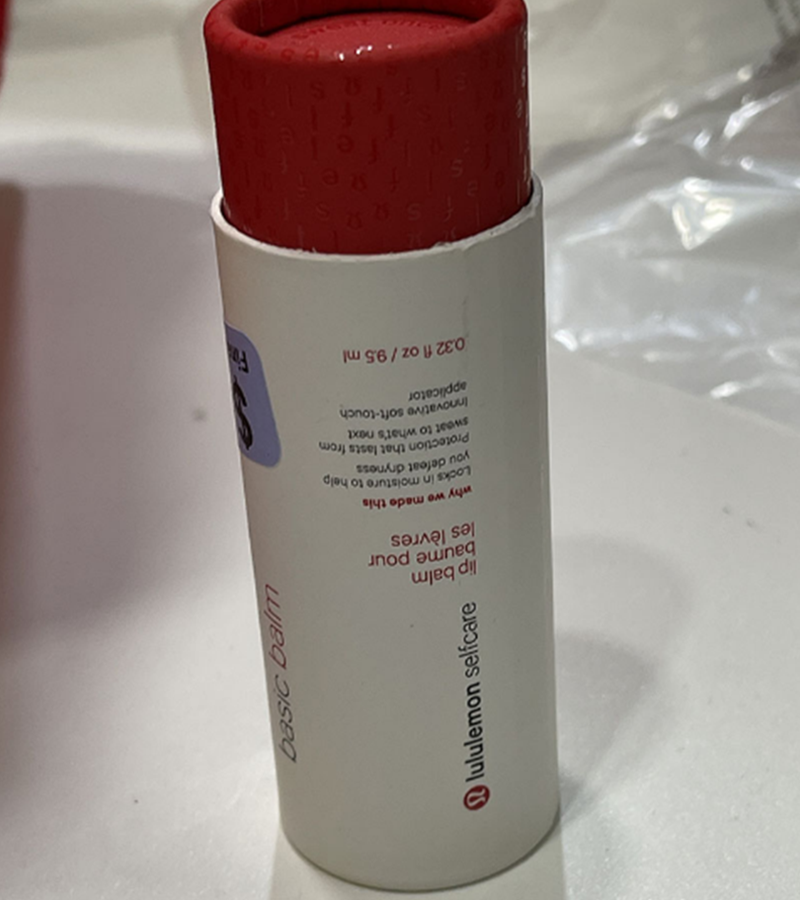 lululemon selfcare
basic balm
lip balm
baume pour
les lèvres
why we made this
Locks in moisture to help
you defeat dryness
Protection that lasts from
sweat to what's next
Innovative soft-touch
applicator
0.32 fl oz / 9.5 ml
$